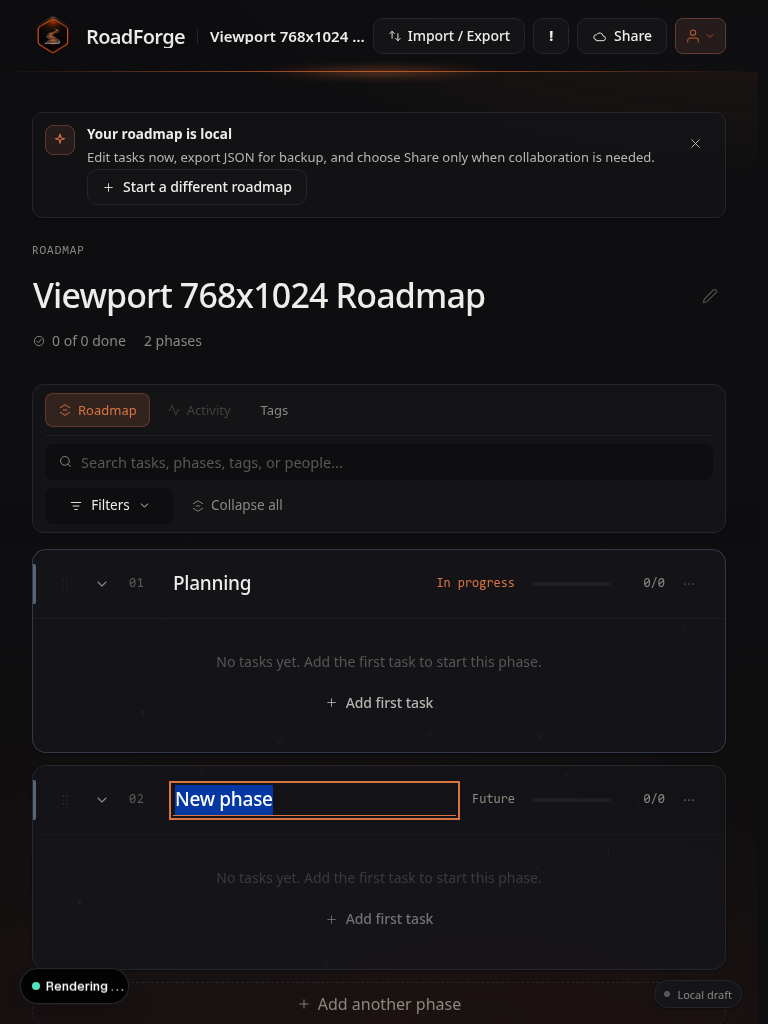 RoadForge
Viewport 768x1024 ...
Import / Export
!
Share
Your roadmap is local
Edit tasks now, export JSON for backup, and choose Share only when collaboration is needed.
+ Start a different roadmap
ROADMAP
Viewport 768x1024 Roadmap
0 of 0 done 2 phases
Roadmap Activity Tags
Search tasks, phases, tags, or people...
Filters Collapse all
01 Planning In progress 0/0 ...
No tasks yet. Add the first task to start this phase.
+ Add first task
02 New phase Future 0/0 ...
No tasks yet. Add the first task to start this phase.
+ Add first task
Rendering ...
+ Add another phase
Local draft